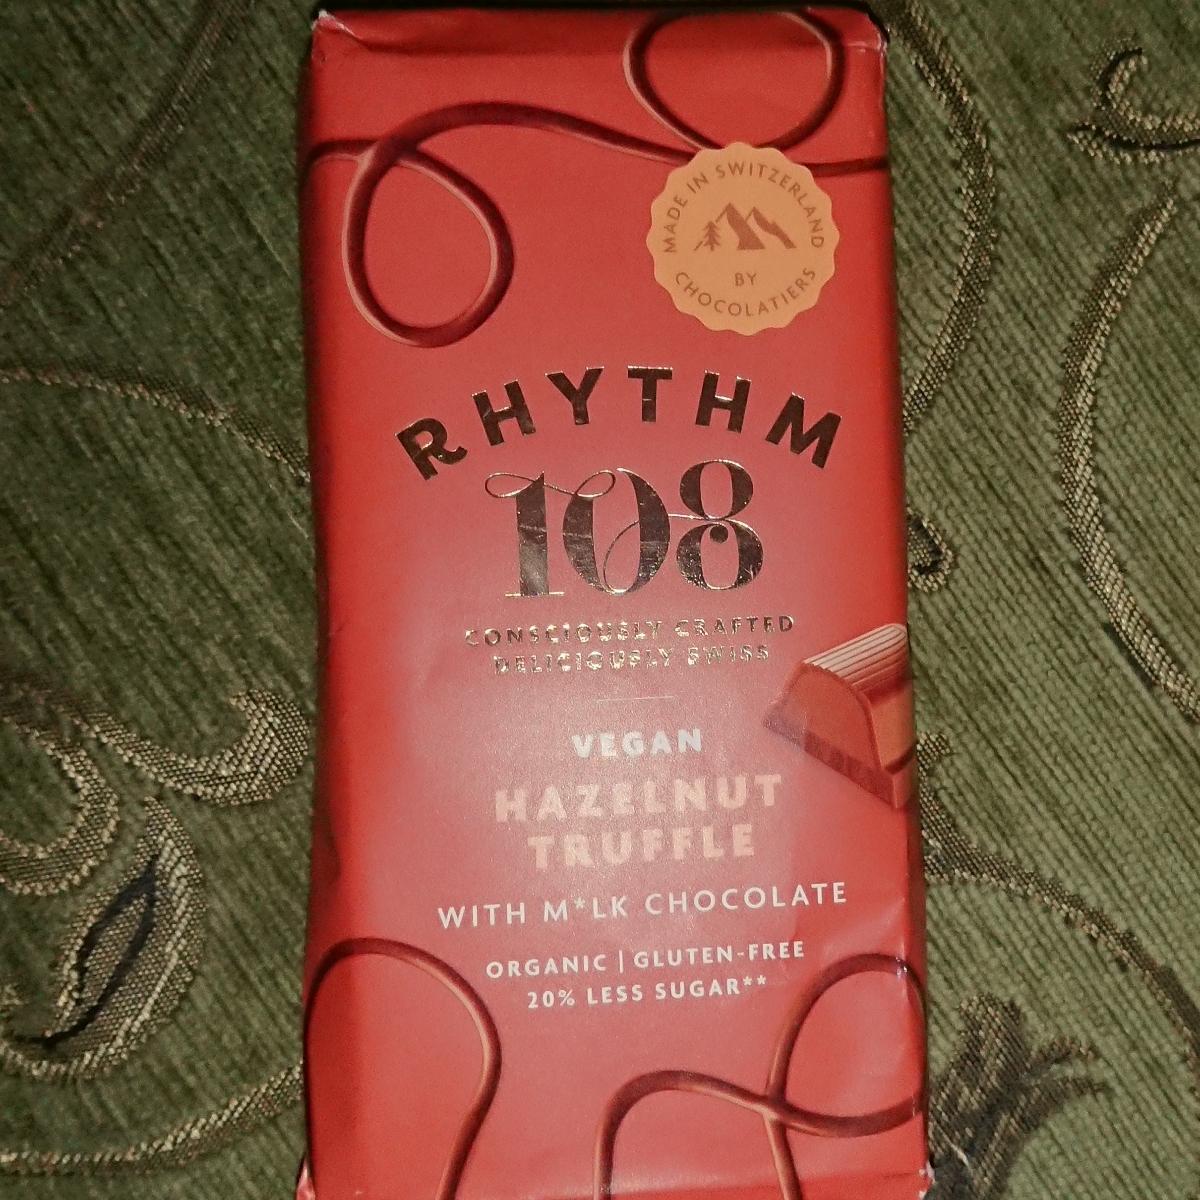 MADE IN SWITZERLAND
BY
CHOCOLATIERS
RHYTHM
108
CONSCIOUSLY CRAFTED
DELICIOUSLY SWISS
VEGAN
HAZELNUT
TRUFFLE
WITH M*LK CHOCOLATE
ORGANIC | GLUTEN-FREE
20% LESS SUGAR**